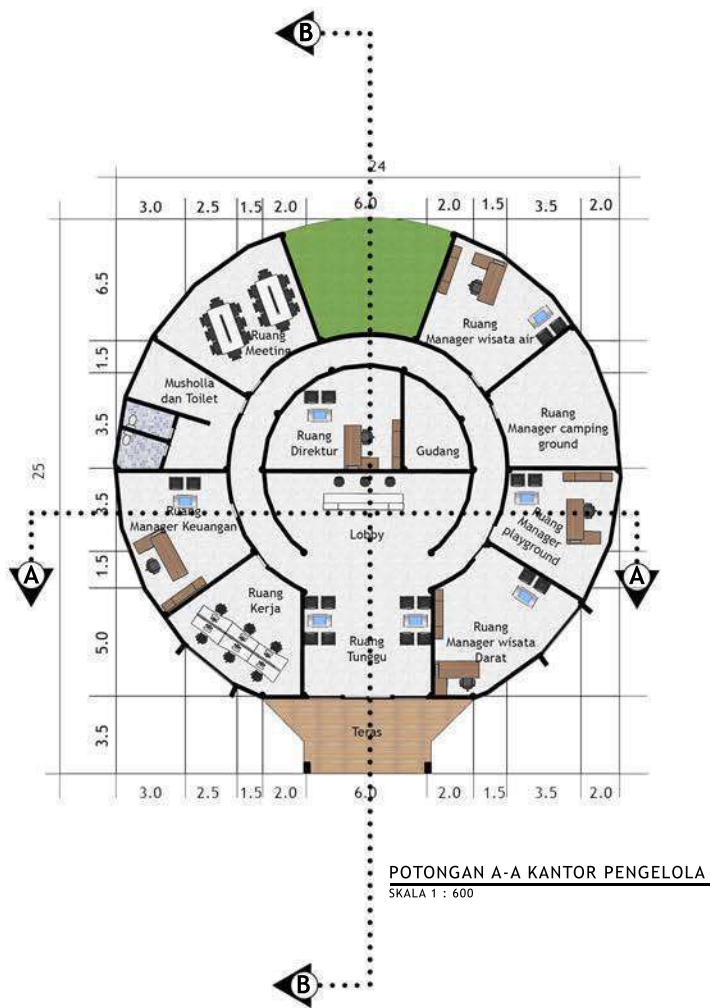 B
24
3.0 2.5 1.5 2.0 6.0 2.0 1.5 3.5 2.0
6.5
1.5
3.5
25
3.5
1.5
5.0
3.5
Ruang
Meeting
Ruang
Manager wisata air
Musholla
dan Toilet
Ruang
Direktur
Gudang
Ruang
Manager camping
ground
Ruang
Manager Keuangan
Lobby
Ruang
Manager
playground
A
A
Ruang
Kerja
Ruang
Tunggu
Ruang
Manager wisata
Darat
Teras
3.0 2.5 1.5 2.0 6.0 2.0 1.5 3.5 2.0
POTONGAN A-A KANTOR PENGELOLA
SKALA 1 : 600
B